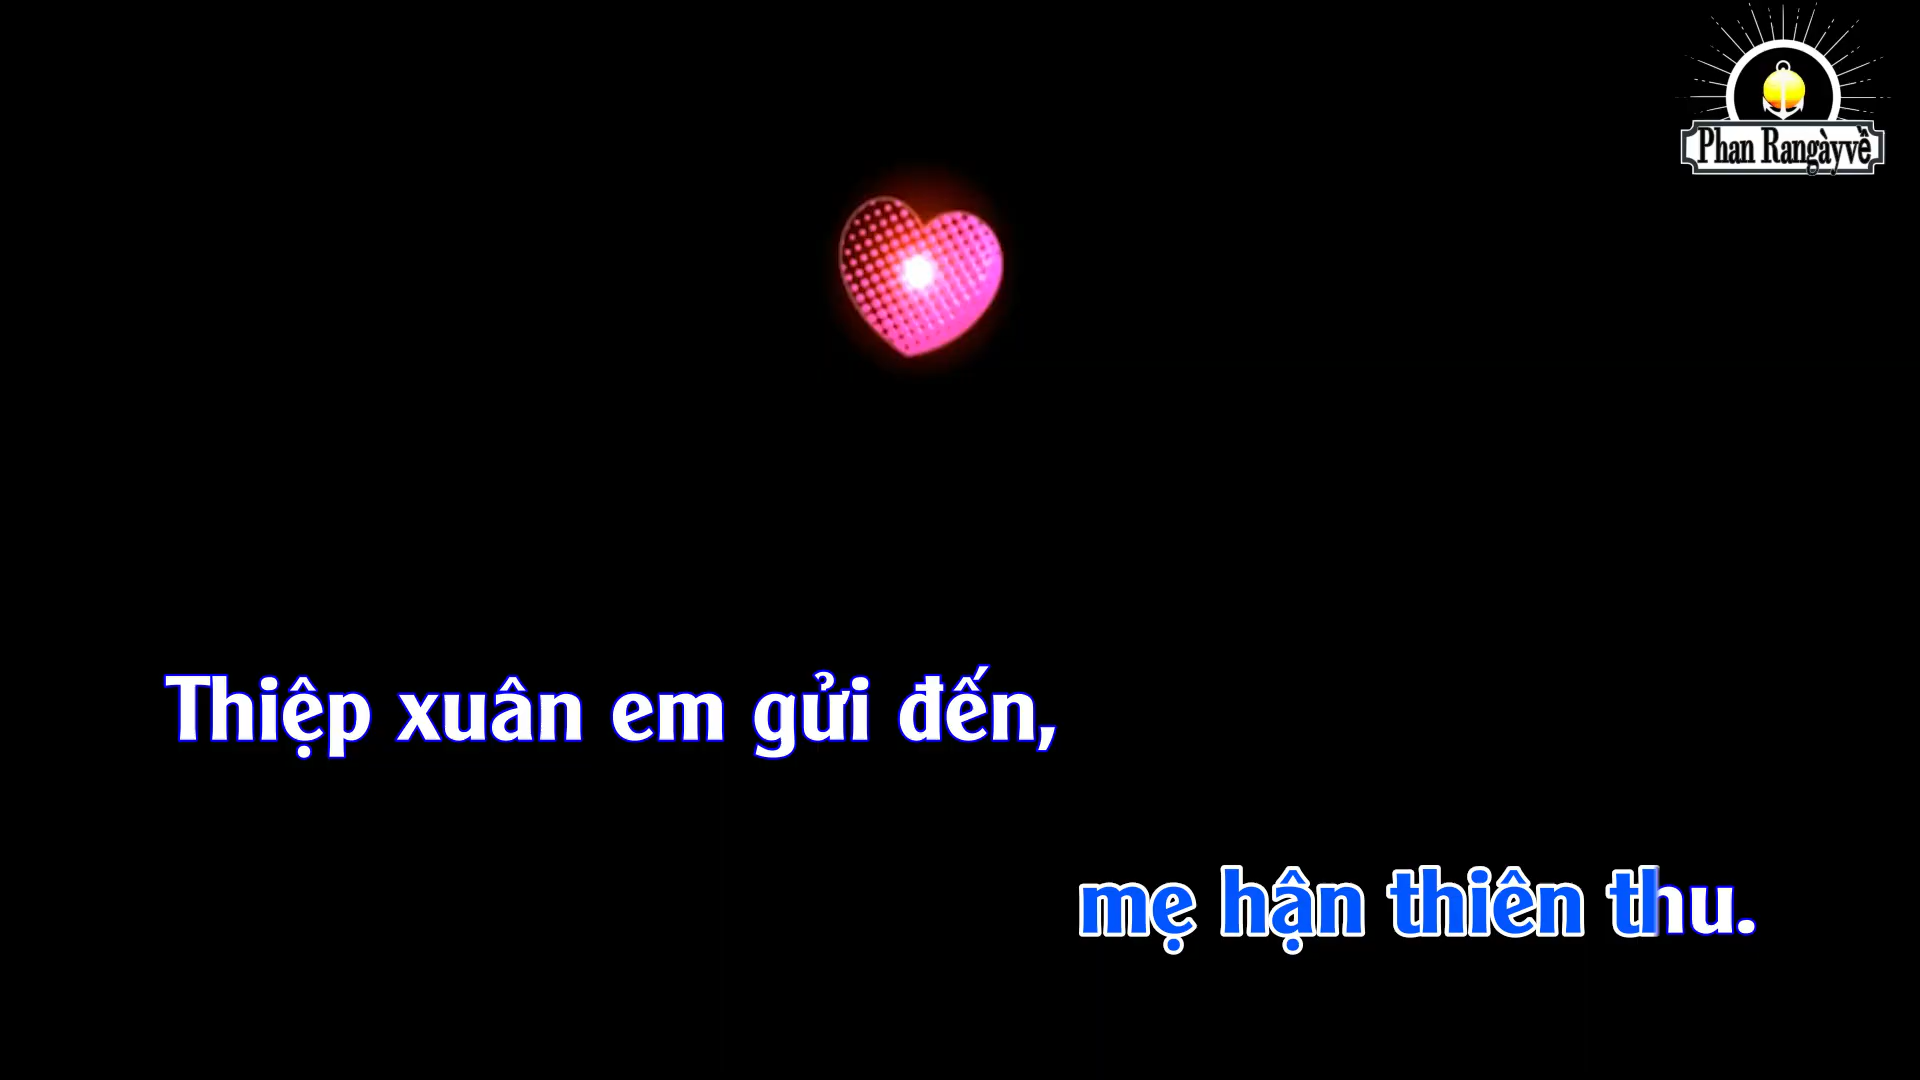 Phan Rangàyvề
Thiệp xuân em gửi đến,
mẹ hận thiên thu.